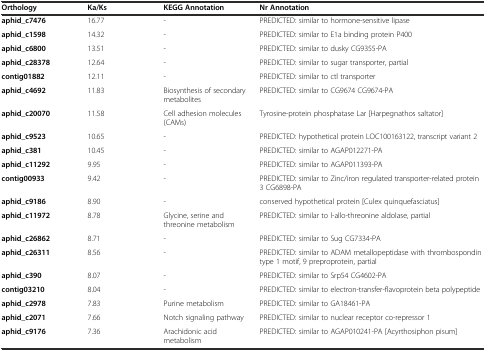 Orthology Ka/Ks KEGG Annotation Nr Annotation
aphid_c7476 16.77 - PREDICTED: similar to hormone-sensitive lipase
aphid_c1598 14.32 - PREDICTED: similar to E1a binding protein P400
aphid_c6800 13.51 - PREDICTED: similar to dusky CG9355-PA
aphid_c28378 12.64 - PREDICTED: similar to sugar transporter, partial
contig01882 12.11 - PREDICTED: similar to ctl transporter
aphid_c4692 11.83 Biosynthesis of secondary PREDICTED: similar to CG9674 CG9674-PA
metabolites
aphid_c20070 11.58 Cell adhesion molecules Tyrosine-protein phosphatase Lar [Harpegnathos saltator]
(CAMs)
aphid_c9523 10.65 - PREDICTED: hypothetical protein LOC100163122, transcript variant 2
aphid_c381 10.45 - PREDICTED: similar to AGAP012271-PA
aphid_c11292 9.95 - PREDICTED: similar to AGAP011393-PA
contig00933 9.42 - PREDICTED: similar to Zinc/iron regulated transporter-related protein
3 CG6898-PA
aphid_c9186 8.90 - conserved hypothetical protein [Culex quinquefasciatus]
aphid_c11972 8.78 Glycine, serine and PREDICTED: similar to l-allo-threonine aldolase, partial
threonine metabolism
aphid_c26862 8.71 - PREDICTED: similar to Sug CG7334-PA
aphid_c26311 8.56 - PREDICTED: similar to ADAM metallopeptidase with thrombospondin
type 1 motif, 9 preproprotein, partial
aphid_c390 8.07 - PREDICTED: similar to Srp54 CG4602-PA
contig03210 8.04 - PREDICTED: similar to electron-transfer-flavoprotein beta polypeptide
aphid_c2978 7.83 Purine metabolism PREDICTED: similar to GA18461-PA
aphid_c2071 7.66 Notch signaling pathway PREDICTED: similar to nuclear receptor co-repressor 1
aphid_c9176 7.36 Arachidonic acid PREDICTED: similar to AGAP010241-PA [Acyrthosiphon pisum]
metabolism